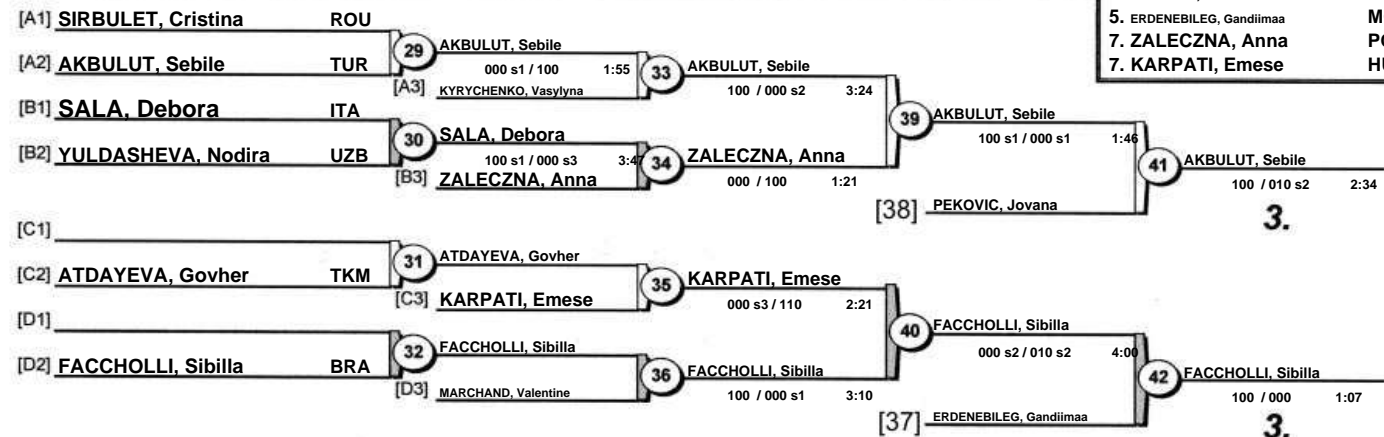 [A1] SIRBULET, Cristina ROU
[A2] AKBULUT, Sebile TUR
[B1] SALA, Debora ITA
[B2] YULDASHEVA, Nodira UZB
[C1]
[C2] ATDAYEVA, Govher TKM
[D1]
[D2] FACCHOLLI, Sibilla BRA
29
AKBULUT, Sebile
000 s1 / 100 1:55
[A3] KYRYCHENKO, Vasylyna
30
SALA, Debora
100 s1 / 000 s3 3:47
[B3] ZALECZNA, Anna
31
ATDAYEVA, Govher
[C3] KARPATI, Emese
32
FACCHOLLI, Sibilla
[D3] MARCHAND, Valentine
33
AKBULUT, Sebile
100 / 000 s2 3:24
34
ZALECZNA, Anna
000 / 100 1:21
35
KARPATI, Emese
000 s3 / 110 2:21
36
FACCHOLLI, Sibilla
100 / 000 s1 3:10
39
AKBULUT, Sebile
100 s1 / 000 s1 1:46
[38] PEKOVIC, Jovana
40
FACCHOLLI, Sibilla
000 s2 / 010 s2 4:00
[37] ERDENEBILEG, Gandiimaa
41
AKBULUT, Sebile
100 / 010 s2 2:34
3.
42
FACCHOLLI, Sibilla
100 / 000 1:07
3.
5. ERDENEBILEG, Gandiimaa
7. ZALECZNA, Anna
7. KARPATI, Emese